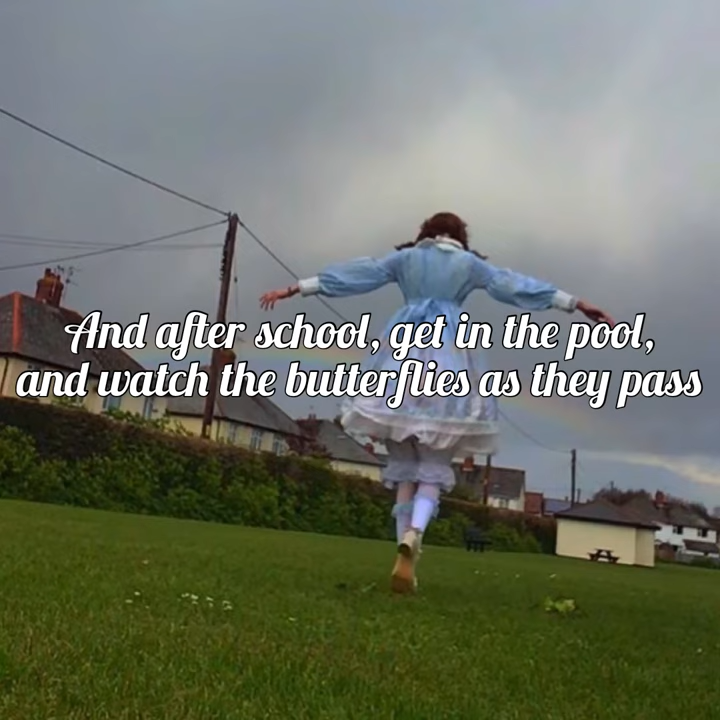 And after school, get in the pool,
and watch the butterflies as they pass